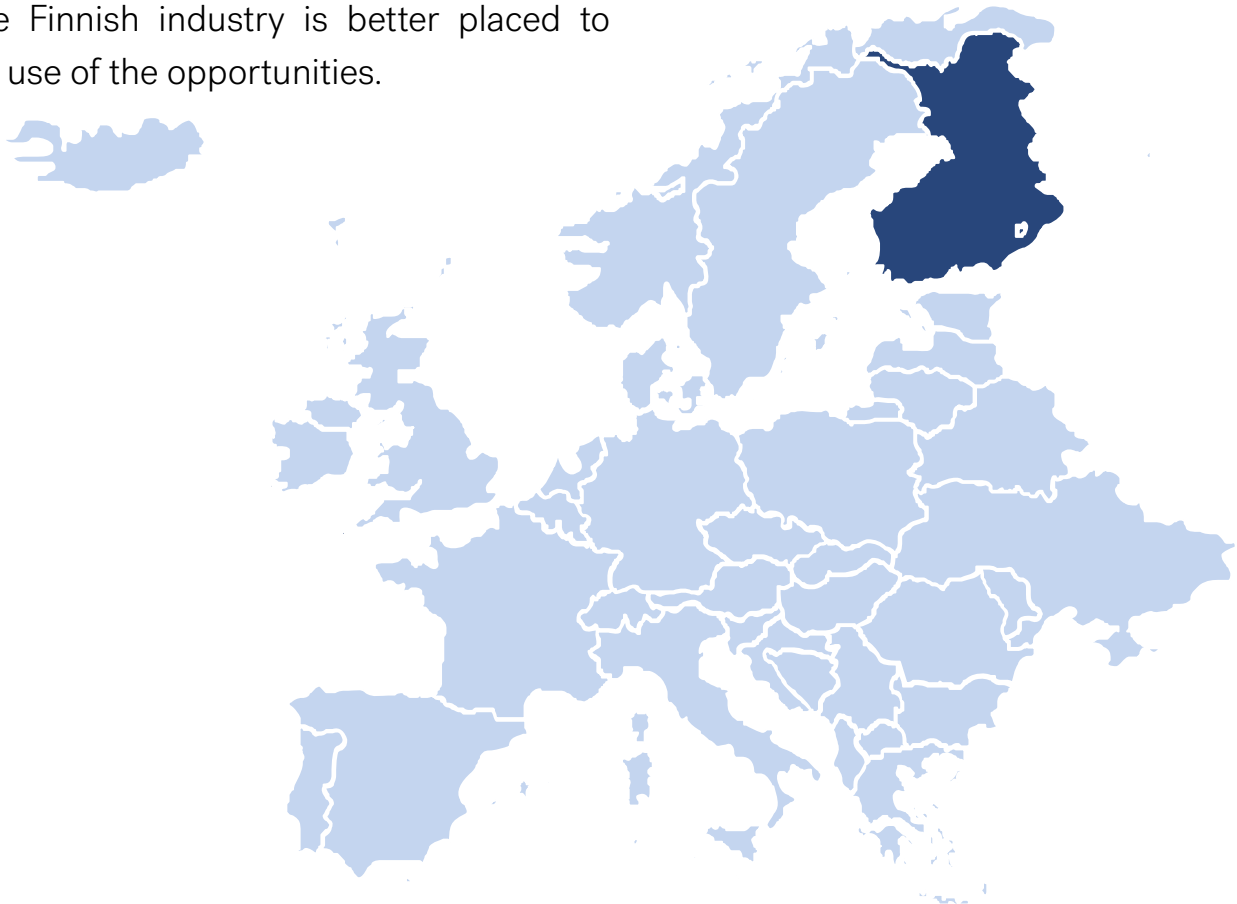 e Finnish industry is better placed to
use of the opportunities.